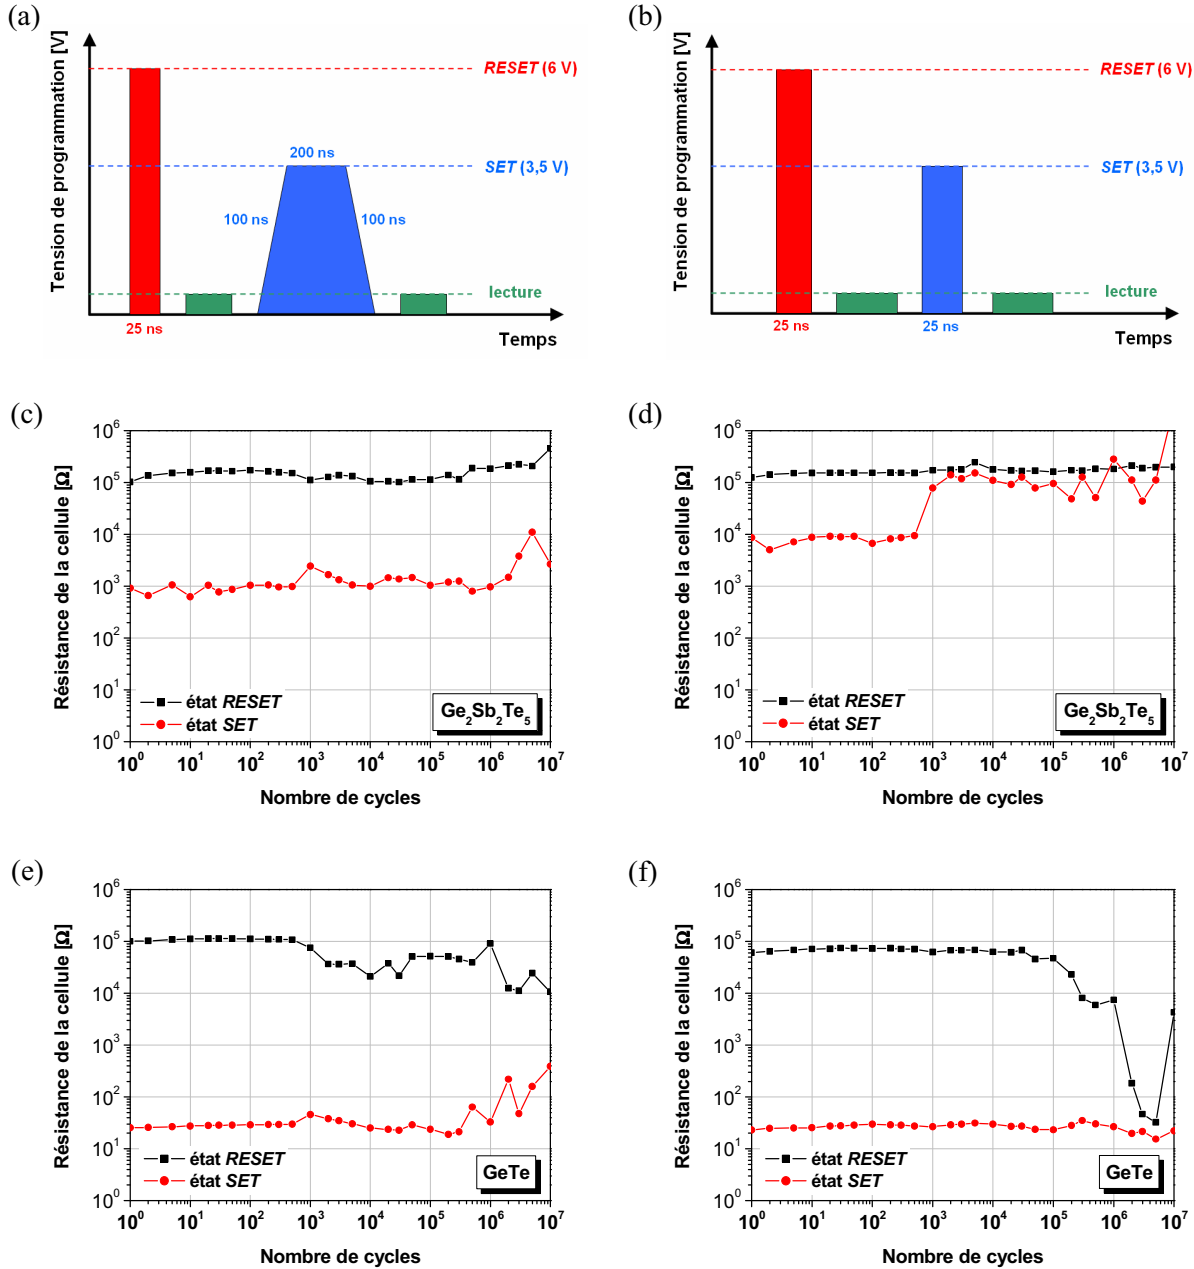 (a)
Tension de programmation [V]
RESET (6 V)
200 ns
SET (3,5 V)
100 ns
100 ns
lecture
25 ns
Temps
(b)
Tension de programmation [V]
RESET (6 V)
SET (3,5 V)
lecture
25 ns
25 ns
Temps
(c)
Résistance de la cellule [Ω]
10^6
10^5
10^4
10^3
10^2
10^1
10^0
état RESET
état SET
Ge₂Sb₂Te₅
10^0 10^1 10^2 10^3 10^4 10^5 10^6 10^7
Nombre de cycles
(d)
Résistance de la cellule [Ω]
10^6
10^5
10^4
10^3
10^2
10^1
10^0
état RESET
état SET
Ge₂Sb₂Te₅
10^0 10^1 10^2 10^3 10^4 10^5 10^6 10^7
Nombre de cycles
(e)
Résistance de la cellule [Ω]
10^6
10^5
10^4
10^3
10^2
10^1
10^0
état RESET
état SET
GeTe
10^0 10^1 10^2 10^3 10^4 10^5 10^6 10^7
Nombre de cycles
(f)
Résistance de la cellule [Ω]
10^6
10^5
10^4
10^3
10^2
10^1
10^0
état RESET
état SET
GeTe
10^0 10^1 10^2 10^3 10^4 10^5 10^6 10^7
Nombre de cycles